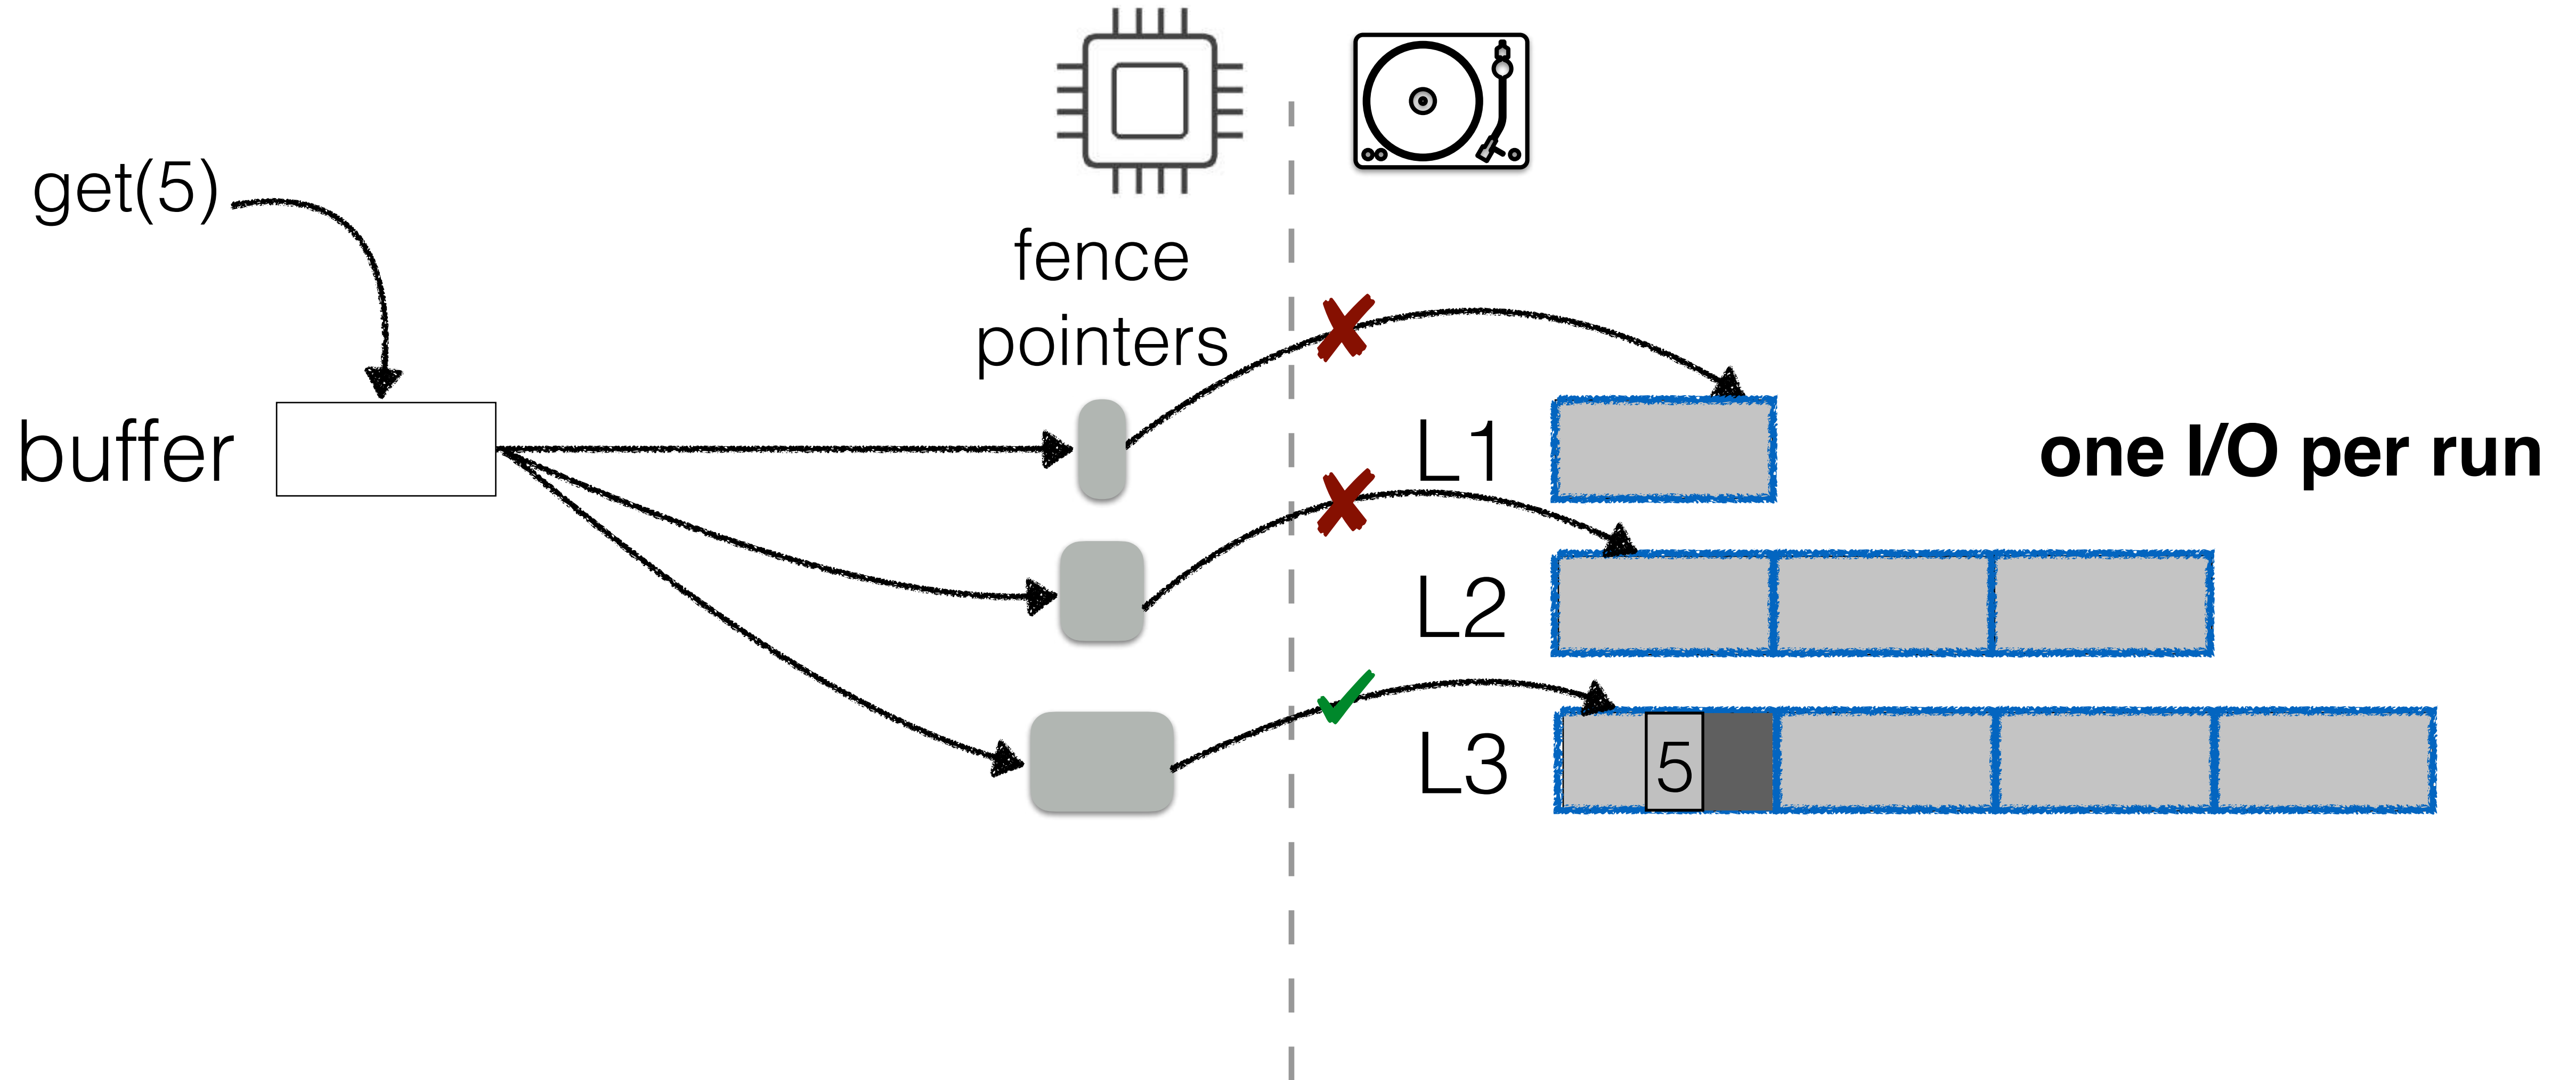 get(5)
fence
pointers
buffer
L1
one I/O per run
L2
L3
5